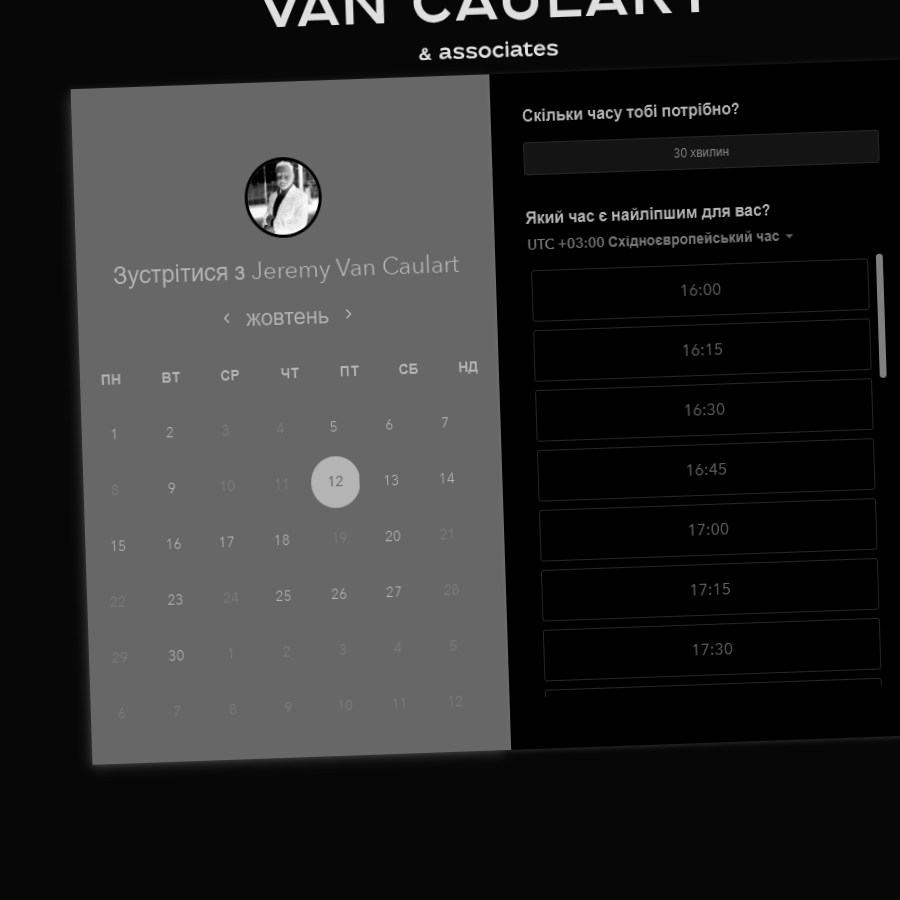 VAN CAULART
& associates
Зустрітися з Jeremy Van Caulart
‹ жовтень ›
ПН ВТ СР ЧТ ПТ СБ НД
1 2 3 4 5 6 7
8 9 10 11 12 13 14
15 16 17 18 19 20 21
22 23 24 25 26 27 28
29 30 1 2 3 4 5
6 7 8 9 10 11 12
Скільки часу тобі потрібно?
30 хвилин
Який час є найліпшим для вас?
UTC +03:00 Східноєвропейський час
16:00
16:15
16:30
16:45
17:00
17:15
17:30